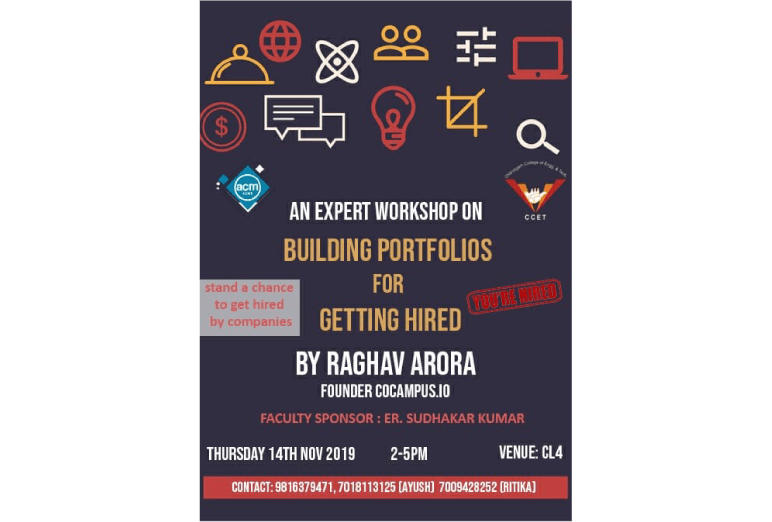 $
acm
CCET
Chandigarh College of Engg. & Tech.
CCET
AN EXPERT WORKSHOP ON
BUILDING PORTFOLIOS
FOR
GETTING HIRED
stand a chance
to get hired
by companies
YOU'RE HIRED
BY RAGHAV ARORA
FOUNDER COCAMPUS.IO
FACULTY SPONSOR : ER. SUDHAKAR KUMAR
THURSDAY 14TH NOV 2019 2-5PM VENUE: CL4
CONTACT: 9816379471, 7018113125 (AYUSH) 7009428252 (RITIKA)